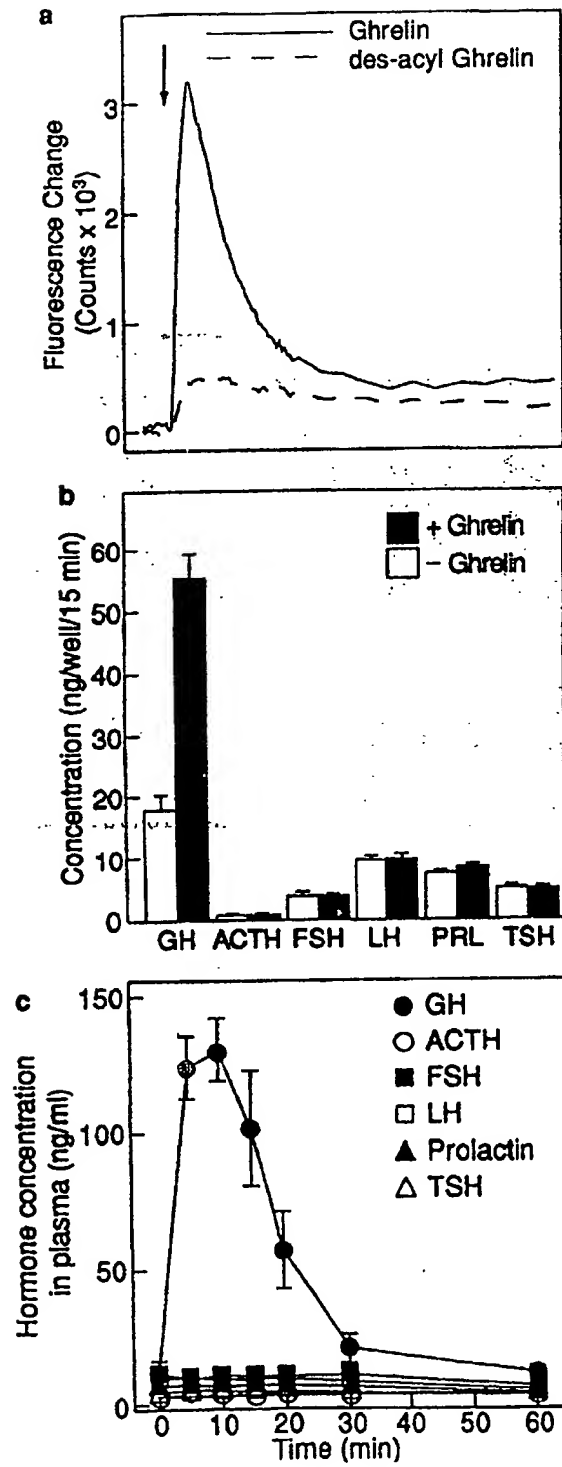 a
Ghrelin
des-acyl Ghrelin
Fluorescence Change
(Counts x 10³)
3
2
1
0
b
+ Ghrelin
– Ghrelin
Concentration (ng/well/15 min)
60
50
40
30
20
10
0
GH ACTH FSH LH PRL TSH
c
GH
ACTH
FSH
LH
Prolactin
TSH
Hormone concentration
in plasma (ng/ml)
150
100
50
0
0 10 20 30 40 50 60
Time (min)